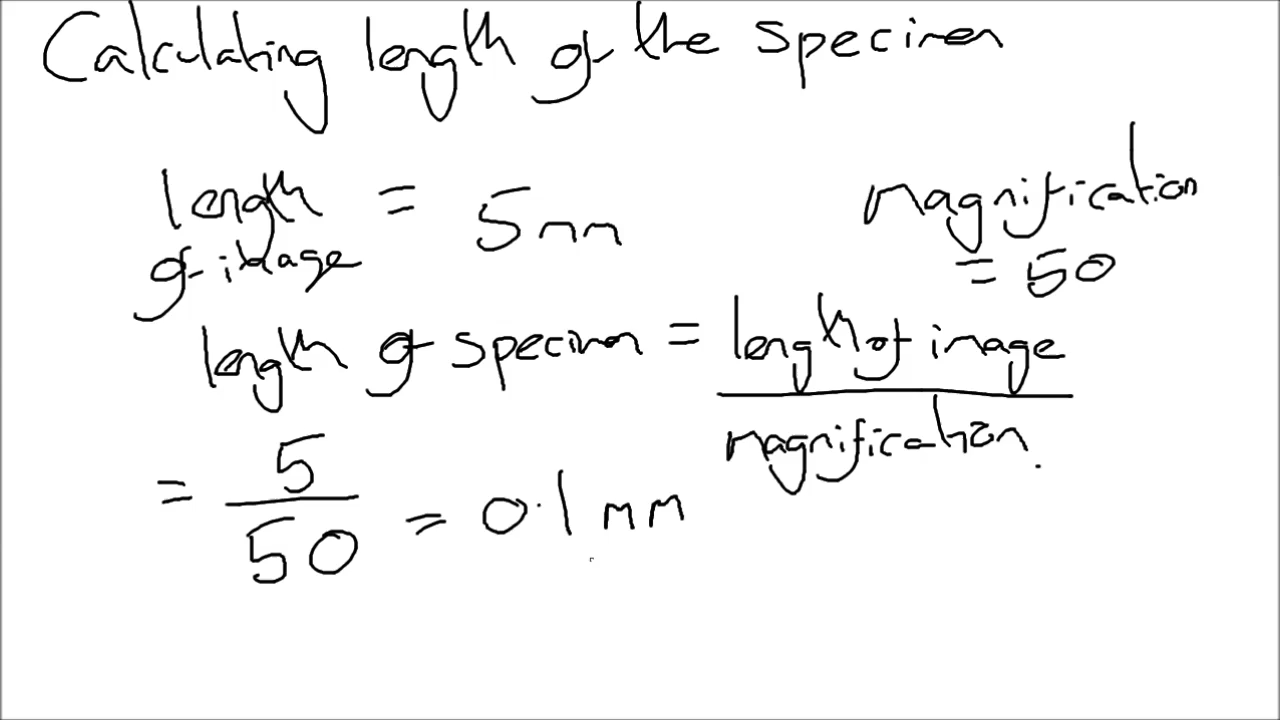 Calculating length of the specimen
length = 5mm
of image
magnification
= 50
length of specimen = length of image
magnification.
= 5
50
= 0.1 mm